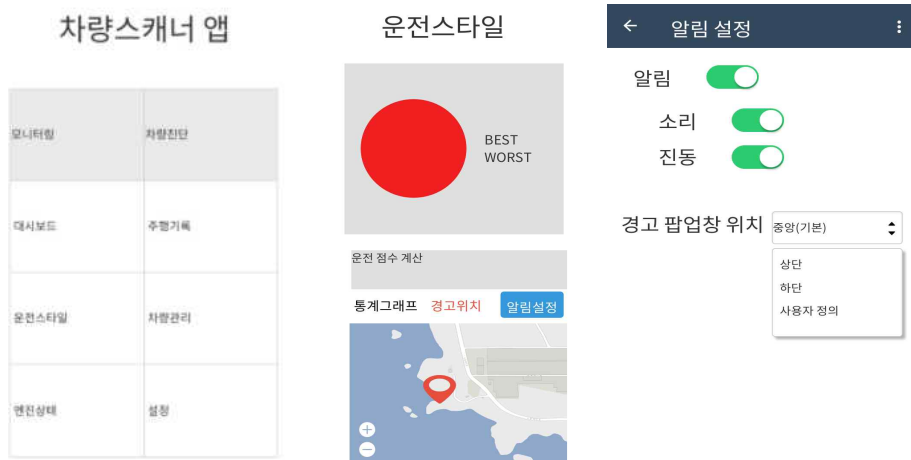 차량스캐너 앱
모니터링 차량진단
대시보드 주행기록
운전스타일 차량관리
엔진상태 설정
운전스타일
BEST
WORST
운전 점수 계산
통계그래프 경고위치 알림설정
알림 설정
알림
소리
진동
경고 팝업창 위치 중앙(기본)
상단
하단
사용자 정의